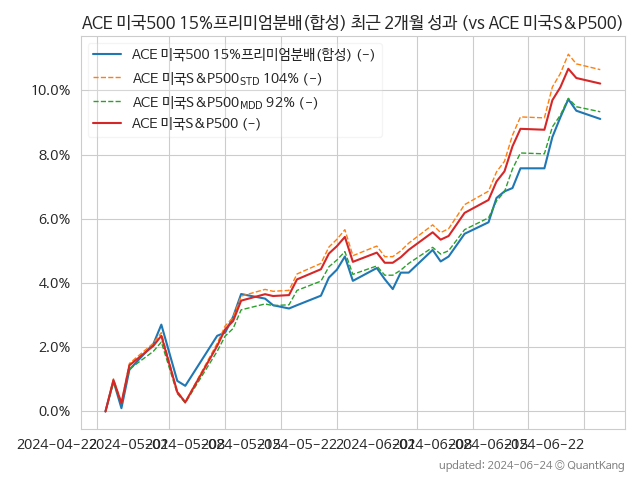 ACE 미국500 15%프리미엄분배(합성) 최근 2개월 성과 (vs ACE 미국S&P500)
ACE 미국500 15%프리미엄분배(합성) (-)
ACE 미국S&P500STD 104% (-)
ACE 미국S&P500MDD 92% (-)
ACE 미국S&P500 (-)
10.0%
8.0%
6.0%
4.0%
2.0%
0.0%
2024-04-22 2024-05-01 2024-05-08 2024-05-15 2024-05-22 2024-06-01 2024-06-08 2024-06-15 2024-06-22
updated: 2024-06-24 © QuantKang